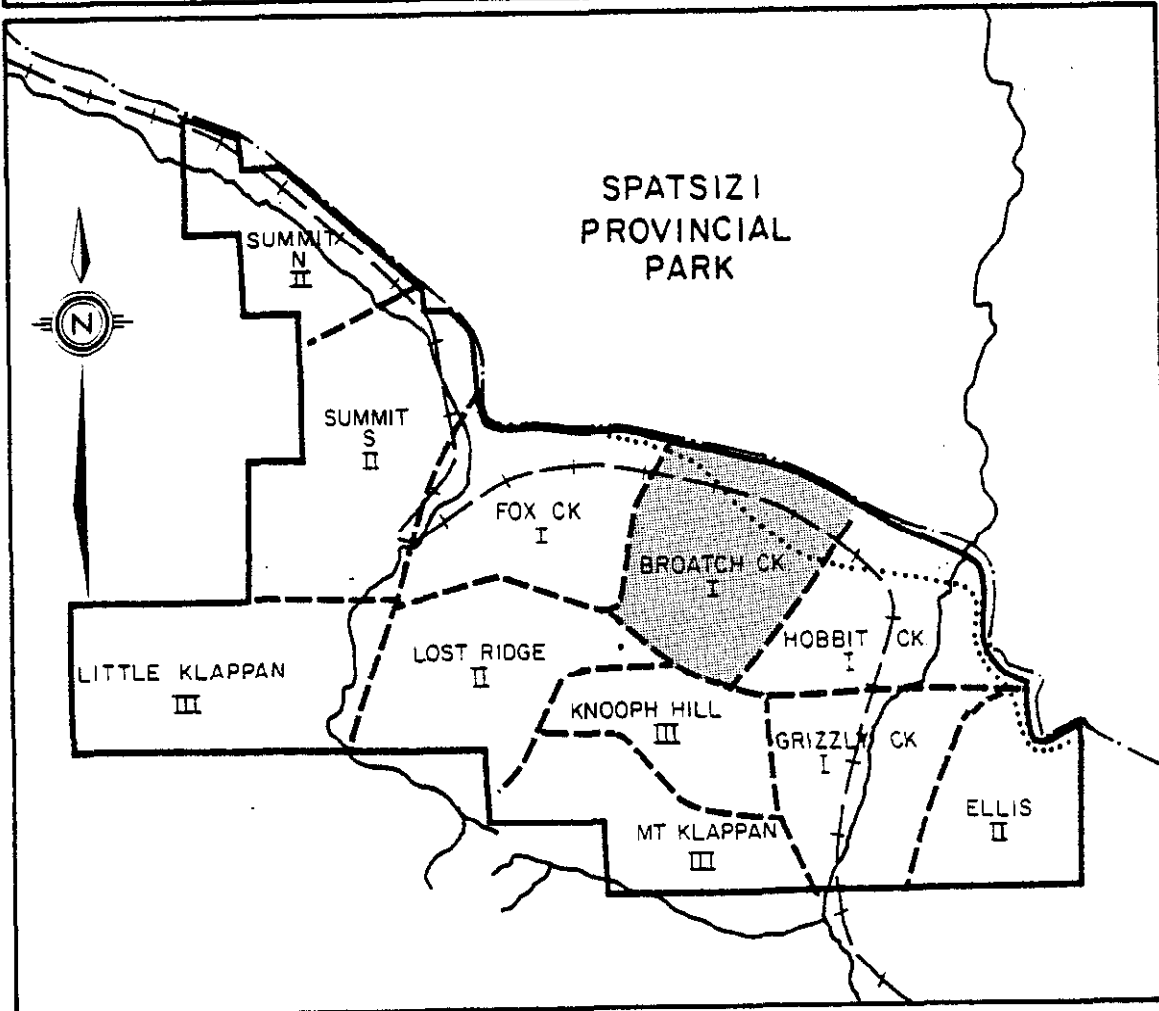 SPATSIZI
PROVINCIAL
PARK
SUMMIT
N
II
N
SUMMIT
S
II
FOX CK
I
BROATCH CK
I
HOBBIT CK
I
LOST RIDGE
II
LITTLE KLAPPAN
III
KNOOPH HILL
III
GRIZZLY CK
I
ELLIS
II
MT KLAPPAN
III